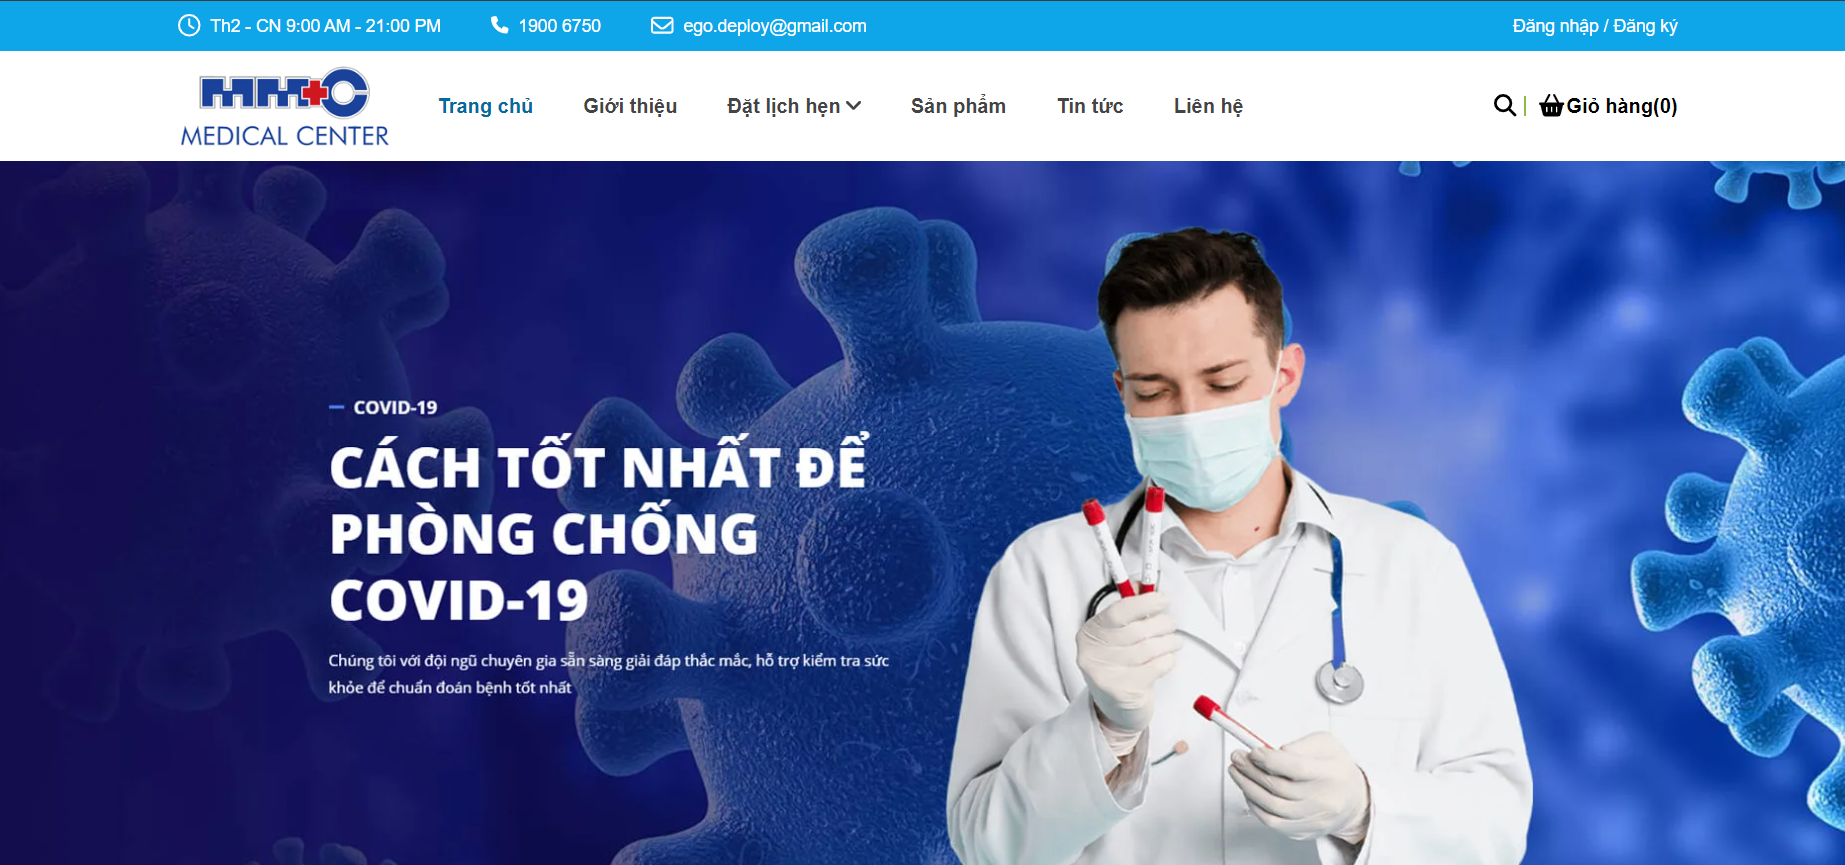 Th2 - CN 9:00 AM - 21:00 PM
1900 6750
ego.deploy@gmail.com
Đăng nhập / Đăng ký
MM+C
MEDICAL CENTER
Trang chủ
Giới thiệu
Đặt lịch hẹn
Sản phẩm
Tin tức
Liên hệ
Giỏ hàng(0)
COVID-19
CÁCH TỐT NHẤT ĐỂ
PHÒNG CHỐNG
COVID-19
Chúng tôi với đội ngũ chuyên gia sẵn sàng giải đáp thắc mắc, hỗ trợ kiểm tra sức
khỏe để chuẩn đoán bệnh tốt nhất